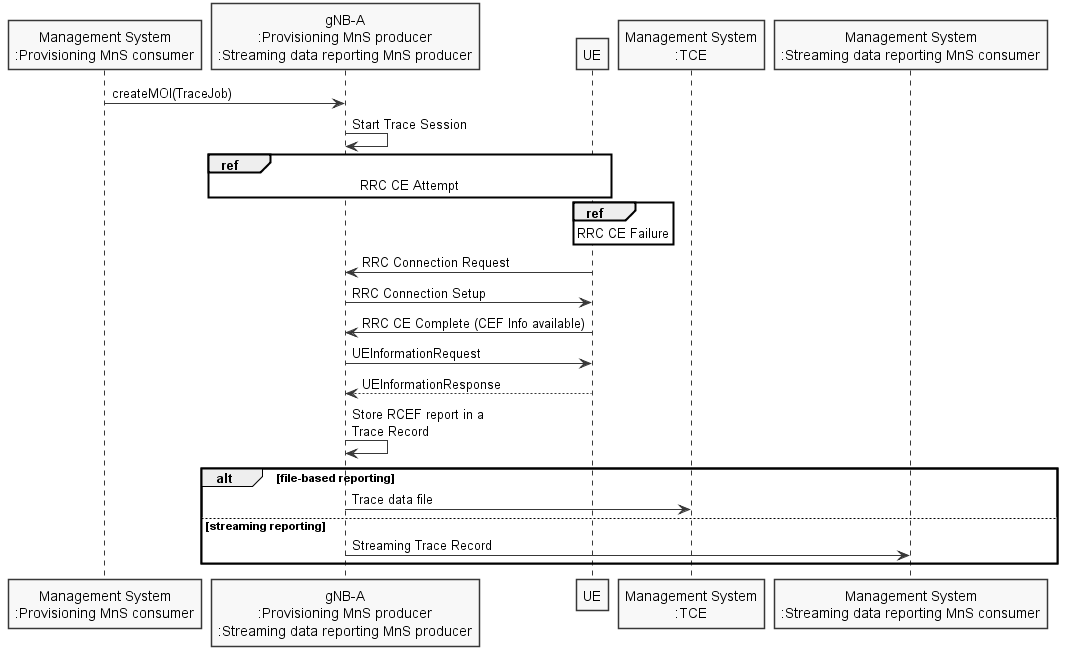 Management System
:Provisioning MnS consumer
gNB-A
:Provisioning MnS producer
:Streaming data reporting MnS producer
UE
Management System
:TCE
Management System
:Streaming data reporting MnS consumer
createMOI(TraceJob)
Start Trace Session
ref
RRC CE Attempt
ref
RRC CE Failure
RRC Connection Request
RRC Connection Setup
RRC CE Complete (CEF Info available)
UEInformationRequest
UEInformationResponse
Store RCEF report in a
Trace Record
alt [file-based reporting]
Trace data file
[streaming reporting]
Streaming Trace Record
Management System
:Provisioning MnS consumer
gNB-A
:Provisioning MnS producer
:Streaming data reporting MnS producer
UE
Management System
:TCE
Management System
:Streaming data reporting MnS consumer